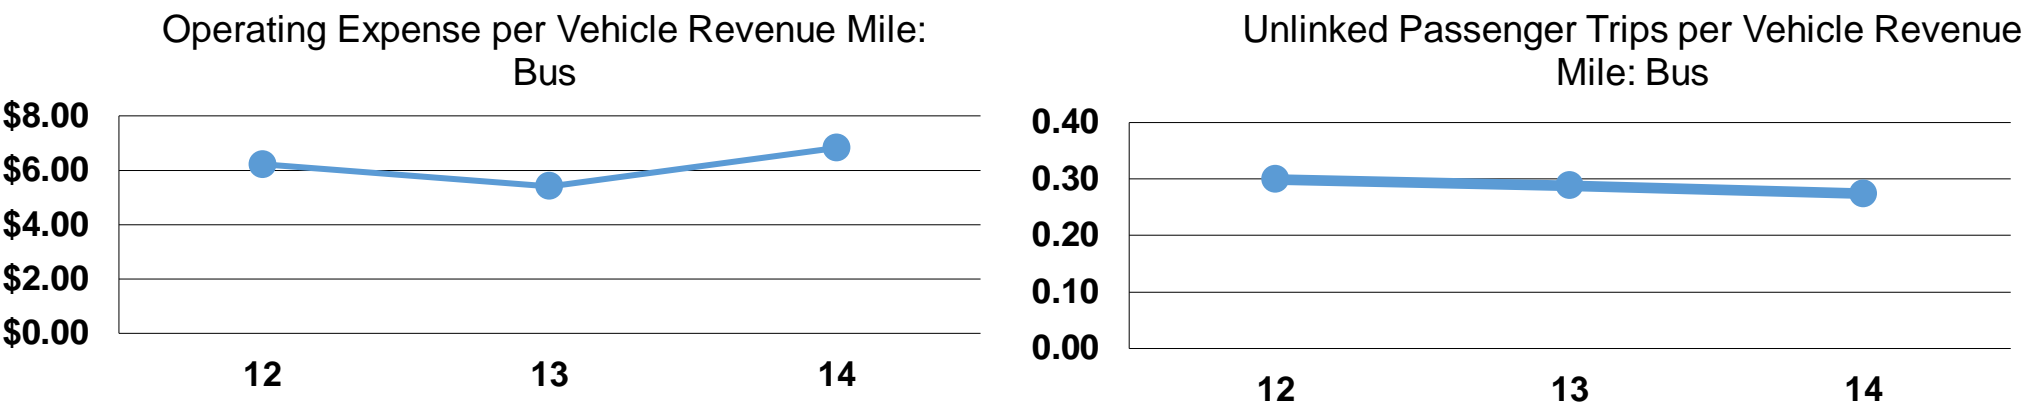 Operating Expense per Vehicle Revenue Mile:
Bus
$8.00
$6.00
$4.00
$2.00
$0.00
12 13 14
Unlinked Passenger Trips per Vehicle Revenue
Mile: Bus
0.40
0.30
0.20
0.10
0.00
12 13 14